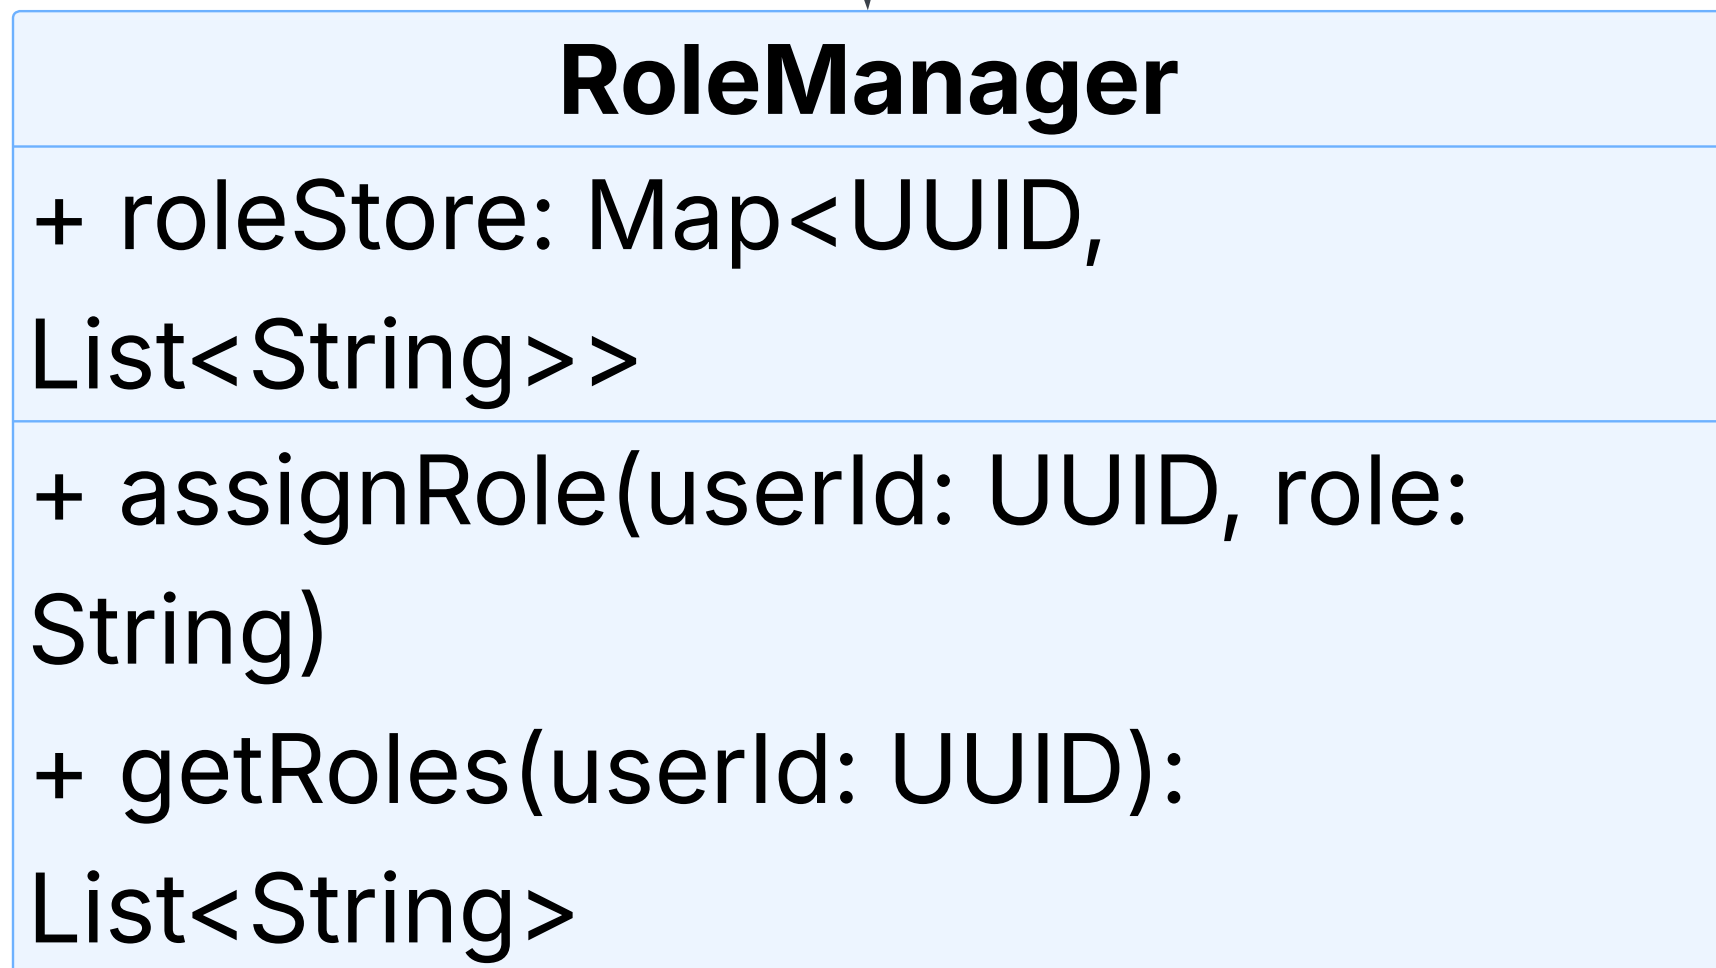 RoleManager
+ roleStore: Map<UUID,
List<String>>
+ assignRole(userId: UUID, role:
String)
+ getRoles(userId: UUID):
List<String>